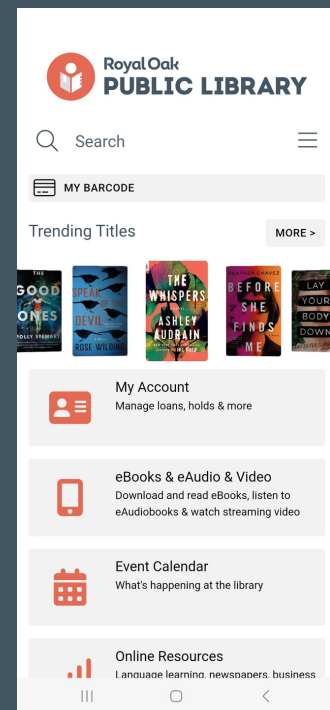 Royal Oak
PUBLIC LIBRARY
Search
MY BARCODE
Trending Titles
MORE >
THE
GOOD
ONES
POLLY STEWART
SPEAK
OF THE
DEVIL
ROSE WILDING
THE
WHISPERS
ASHLEY
AUDRAIN
HEATHER CHAVEZ
BEFORE
SHE
FINDS
ME
LAY
YOUR
BODY
DOWN
My Account
Manage loans, holds & more
eBooks & eAudio & Video
Download and read eBooks, listen to
eAudiobooks & watch streaming video
Event Calendar
What's happening at the library
Online Resources
Language learning, newspapers, business